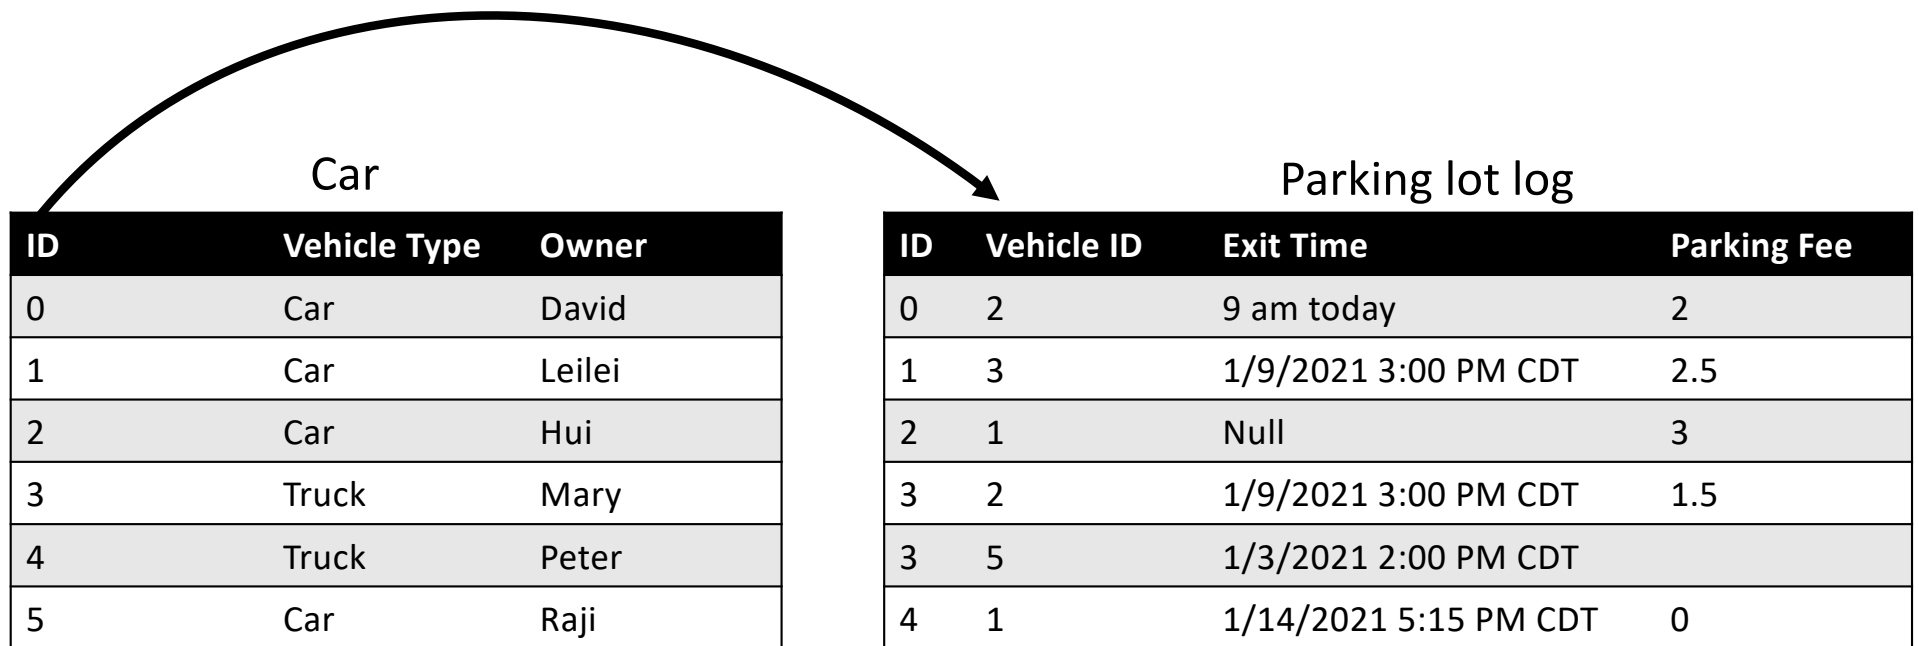 Car
ID Vehicle Type Owner
0 Car David
1 Car Leilei
2 Car Hui
3 Truck Mary
4 Truck Peter
5 Car Raji
Parking lot log
ID Vehicle ID Exit Time Parking Fee
0 2 9 am today 2
1 3 1/9/2021 3:00 PM CDT 2.5
2 1 Null 3
3 2 1/9/2021 3:00 PM CDT 1.5
3 5 1/3/2021 2:00 PM CDT
4 1 1/14/2021 5:15 PM CDT 0